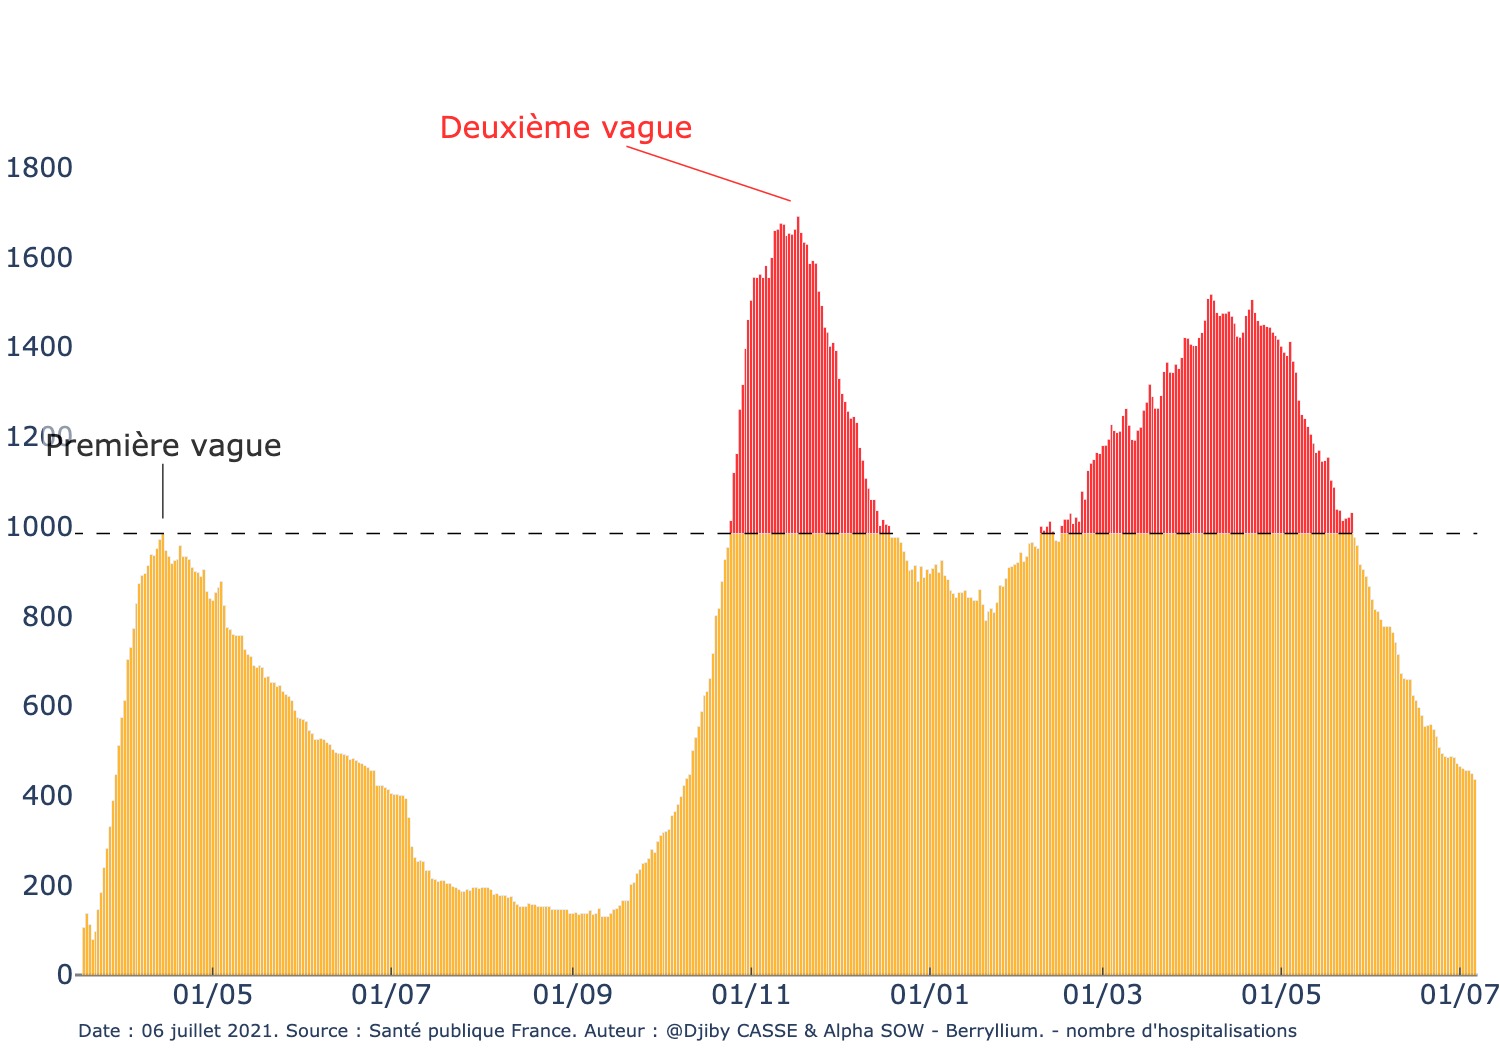 Deuxième vague
1800
1600
1400
1200
Première vague
1000
800
600
400
200
0
01/05 01/07 01/09 01/11 01/01 01/03 01/05 01/07
Date : 06 juillet 2021. Source : Santé publique France. Auteur : @Djiby CASSE & Alpha SOW - Berryllium. - nombre d'hospitalisations